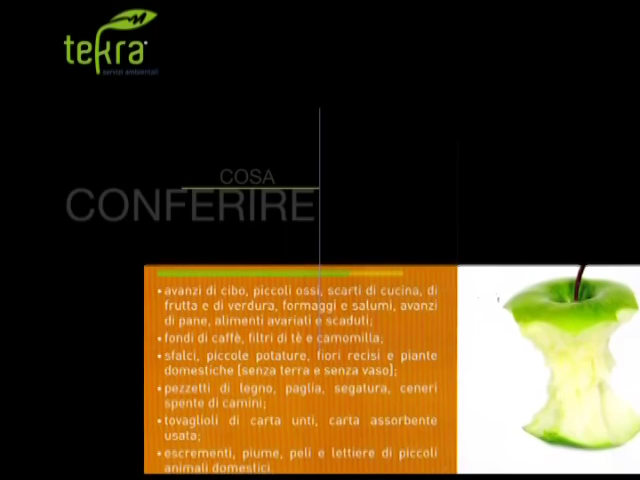 tekra
servizi ambientali
COSA
CONFERIRE
• avanzi di cibo, piccoli ossi, scarti di cucina, di
frutta e di verdura, formaggi e salumi, avanzi
di pane, alimenti avariati e scaduti;
• fondi di caffè, filtri di tè e camomilla;
• sfalci, piccole potature, fiori recisi e piante
domestiche [senza terra e senza vaso];
• pezzetti di legno, paglia, segatura, ceneri
spente di camini;
• tovaglioli di carta unti, carta assorbente
usata;
• escrementi, piume, peli e lettiere di piccoli
animali domestici.